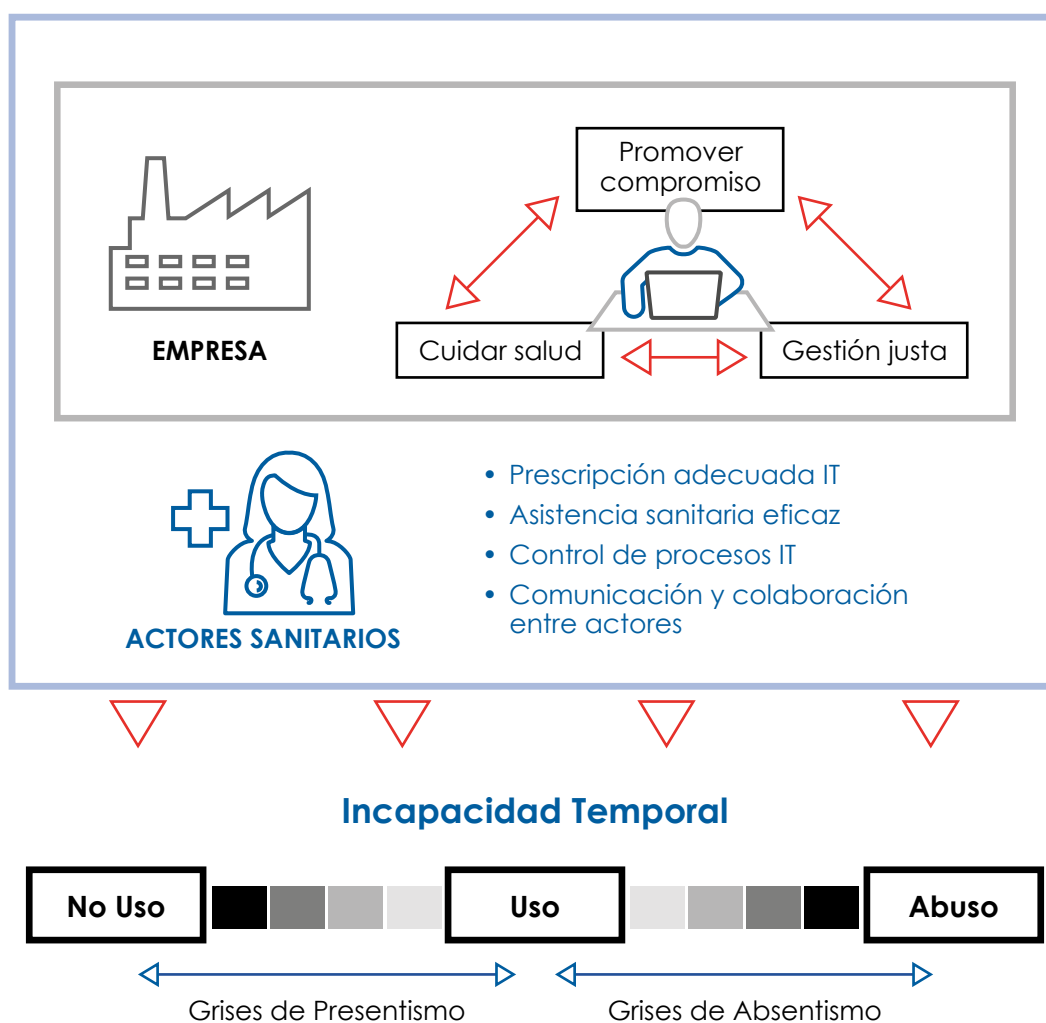 Promover
compromiso
EMPRESA
Cuidar salud
Gestión justa
• Prescripción adecuada IT
• Asistencia sanitaria eficaz
• Control de procesos IT
• Comunicación y colaboración
entre actores
ACTORES SANITARIOS
Incapacidad Temporal
No Uso
Uso
Abuso
Grises de Presentismo
Grises de Absentismo